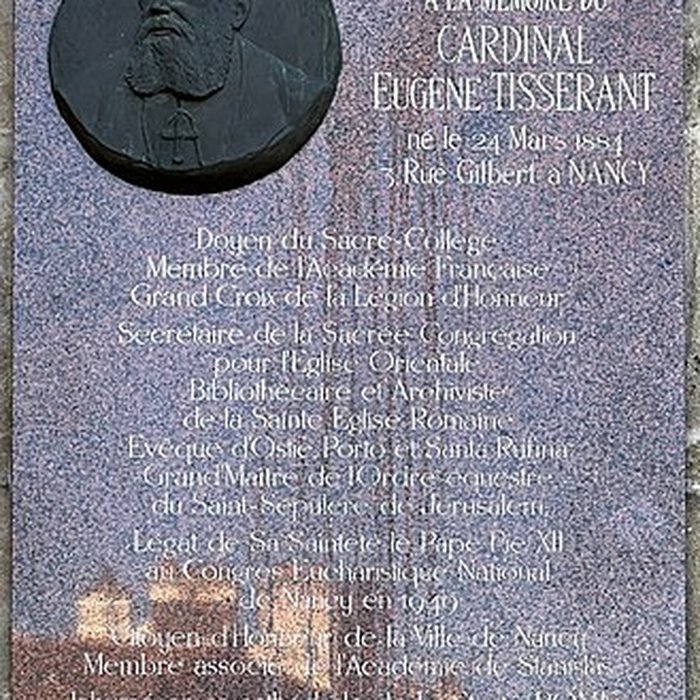 A LA MÉMOIRE DU
CARDINAL
EUGÈNE TISSERANT
né le 24 Mars 1884
3, Rue Gilbert à NANCY
Doyen du Sacré-Collège
Membre de l'Académie Française
Grand Croix de la Légion d'Honneur
Secrétaire de la Sacrée Congrégation
pour l'Eglise Orientale
Bibliothécaire et Archiviste
de la Sainte Eglise Romaine
Evêque d'Ostie, Porto et Santa Rufina
Grand Maître de l'Ordre équestre
du Saint-Sépulcre de Jérusalem,
Légat de Sa Sainteté le Pape Pie XII
au Congrès Eucharistique National
de Nancy en 1949
Citoyen d'Honneur de la Ville de Nancy
Membre associé de l'Académie de Stanislas